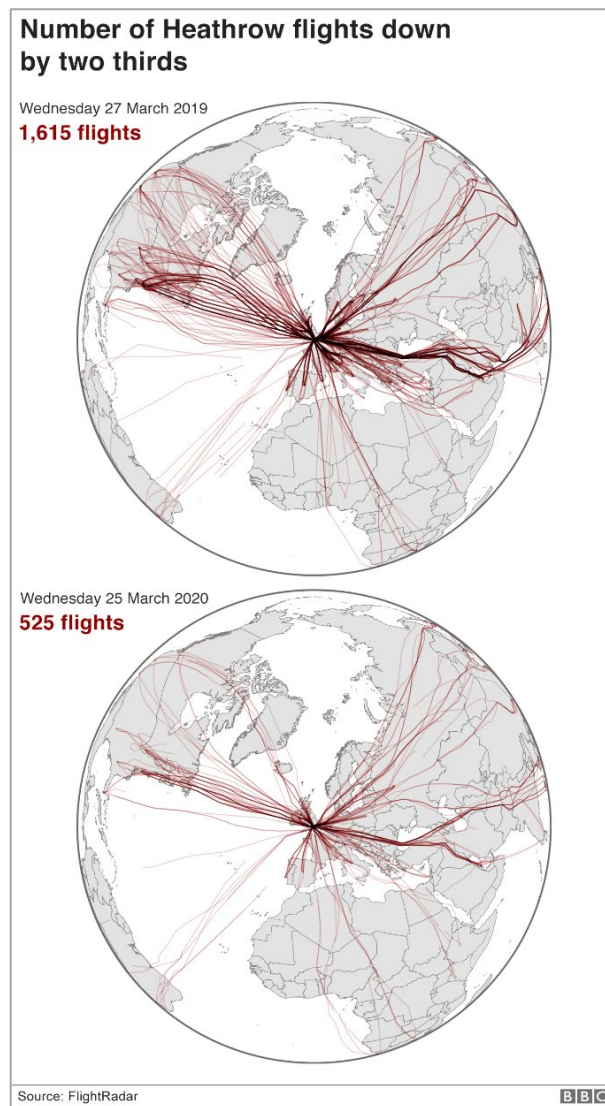 Number of Heathrow flights down
by two thirds
Wednesday 27 March 2019
1,615 flights
Wednesday 25 March 2020
525 flights
Source: FlightRadar
BBC